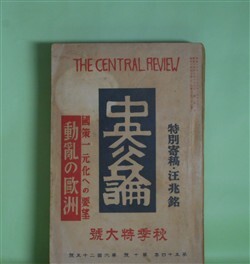 THE CENTRAL REVIEW
中央公論
特別寄稿・汪兆銘
國策一元化への要望
動亂の歐洲
秋季特大號